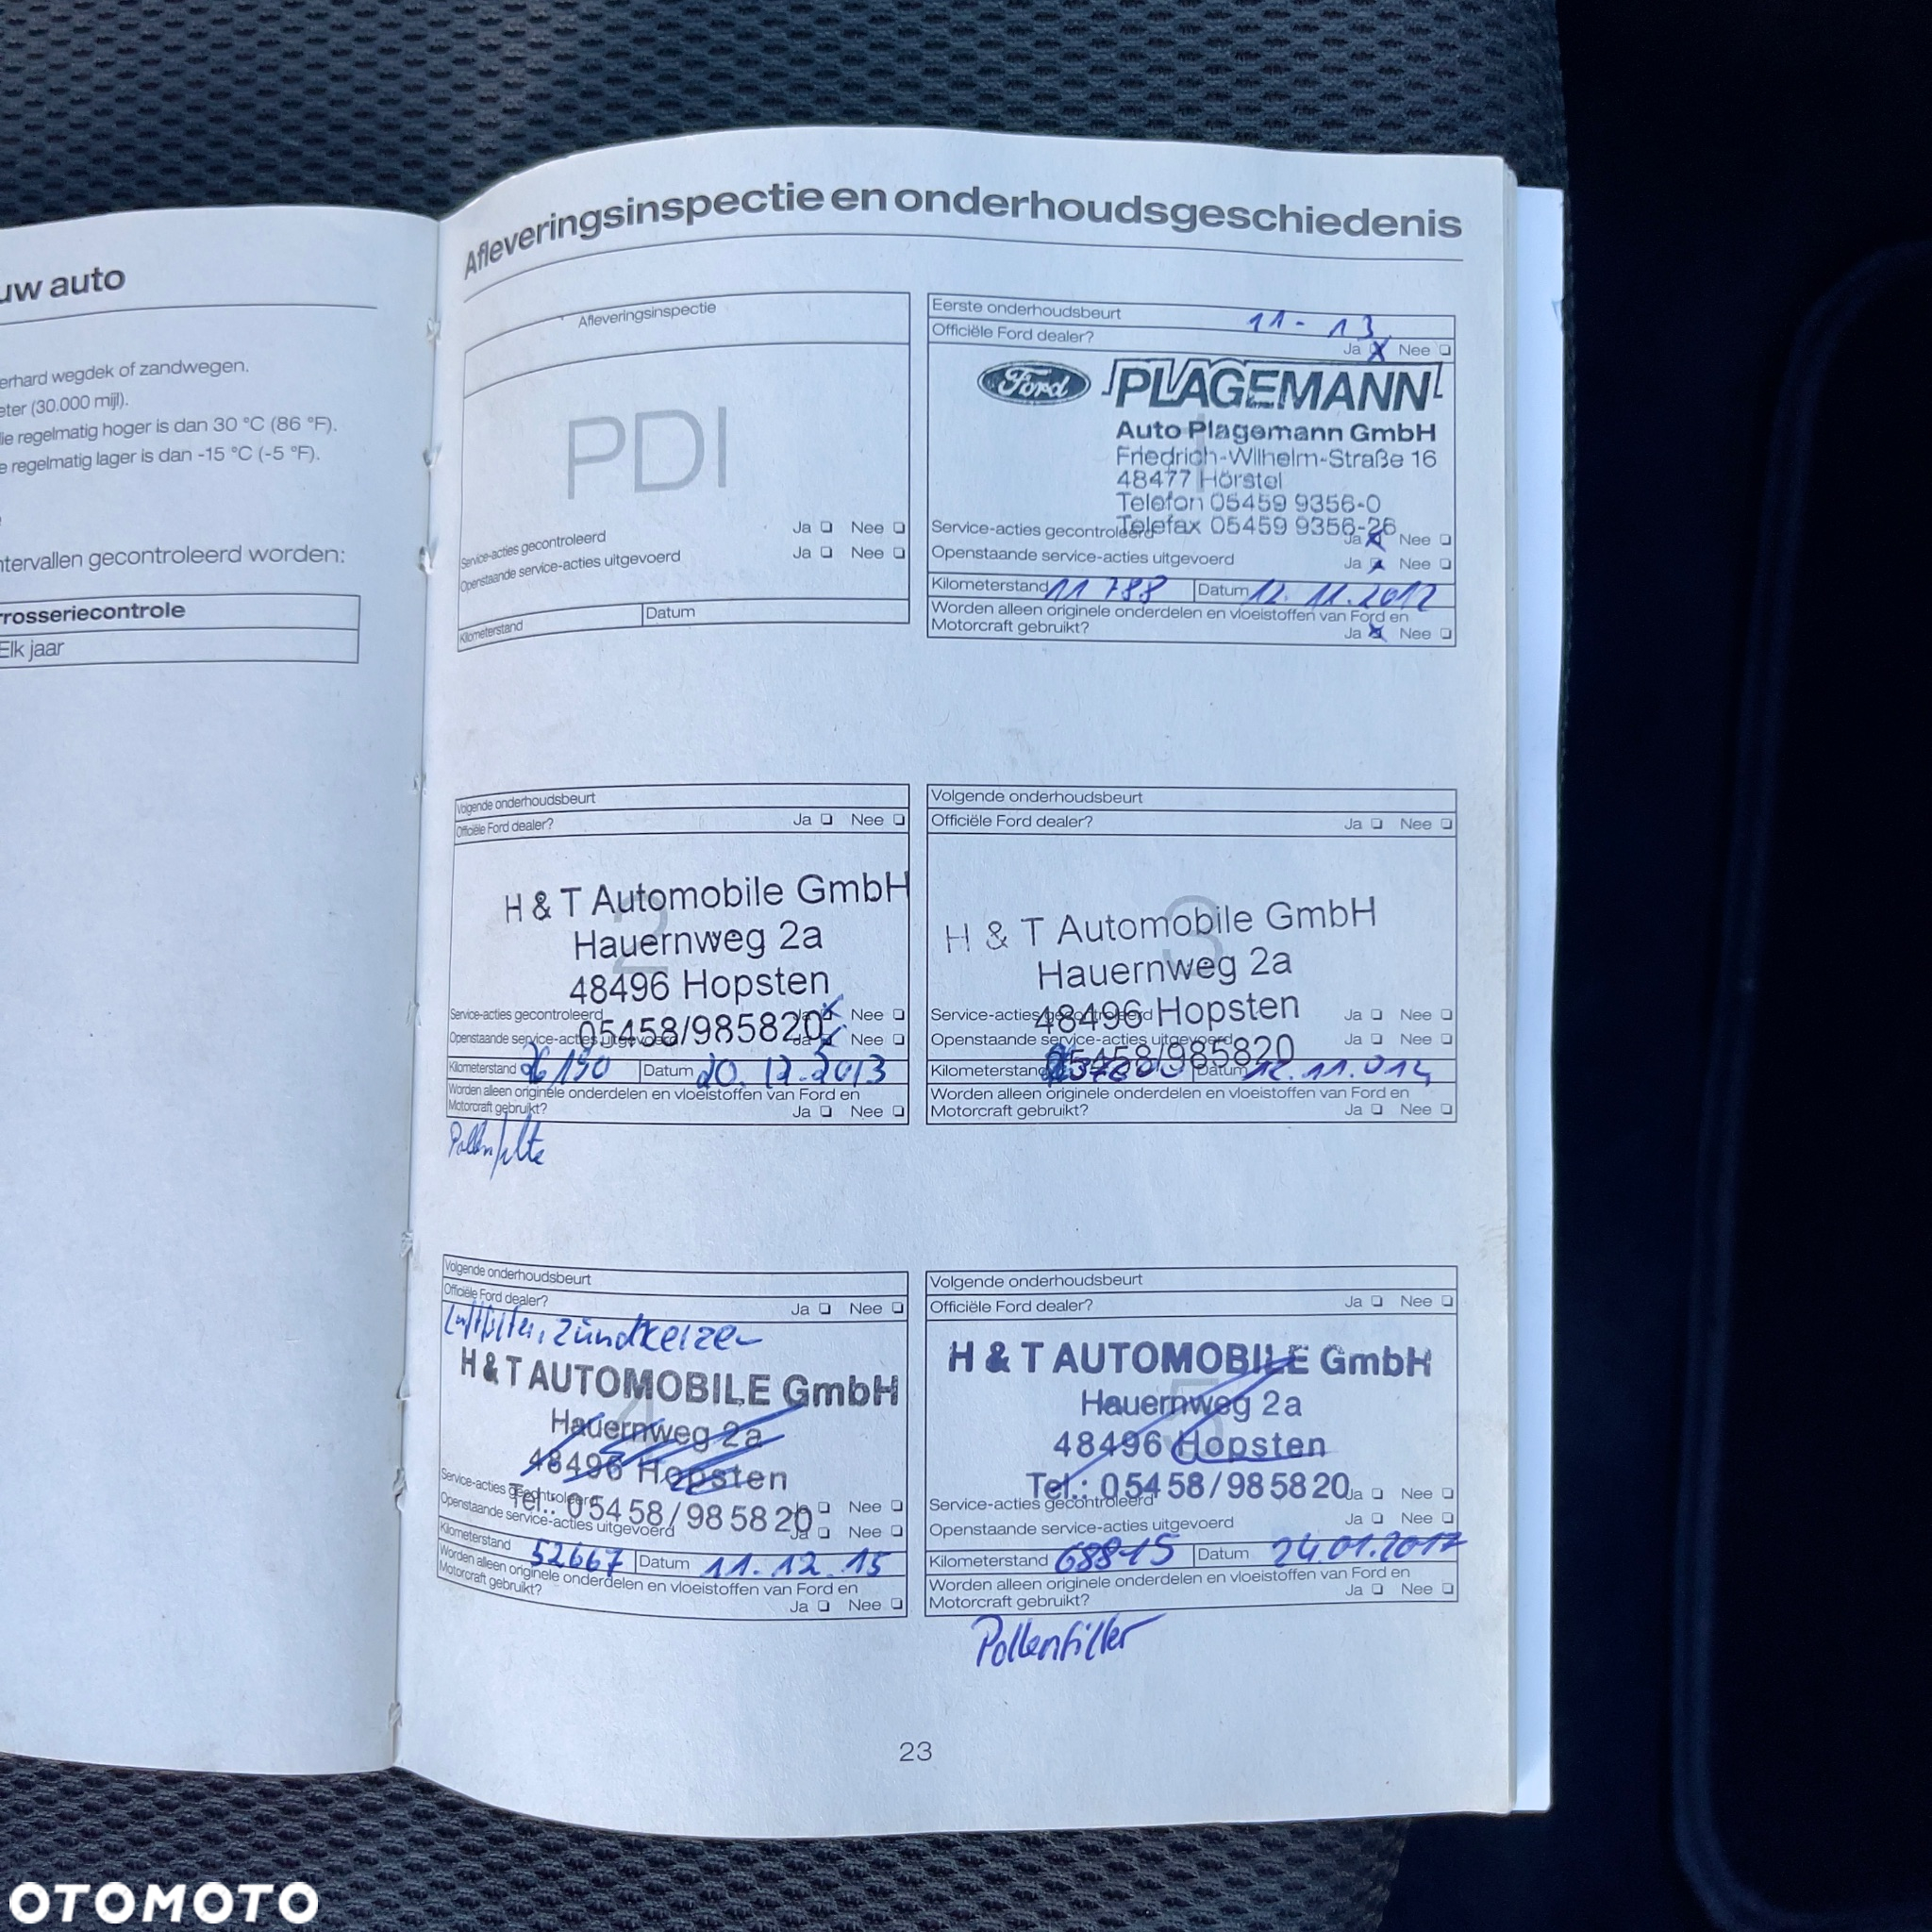 uw auto
erhard wegdek of zandwegen.
eter (30.000 mijl).
ie regelmatig hoger is dan 30 °C (86 °F).
e regelmatig lager is dan -15 °C (-5 °F).
ntervallen gecontroleerd worden:
rrosseriecontrole
Elk jaar
Afleveringsinspectie en onderhoudsgeschiedenis
Afleveringsinspectie
PDI
Service-acties gecontroleerd Ja Nee
Openstaande service-acties uitgevoerd Ja Nee
Kilometerstand Datum
Eerste onderhoudsbeurt 11-13
Officiële Ford dealer? Ja Nee
Ford PLAGEMANN
1
Auto Plagemann GmbH
Friedrich-Wilhelm-Straße 16
48477 Hörstel
Telefon 05459 9356-0
Telefax 05459 9356-26
Service-acties gecontroleerd Ja Nee
Openstaande service-acties uitgevoerd Ja Nee
Kilometerstand 11 788 Datum 12.11.2012
Worden alleen originele onderdelen en vloeistoffen van Ford en
Motorcraft gebruikt? Ja Nee
Volgende onderhoudsbeurt
Officiële Ford dealer? Ja Nee
2
H & T Automobile GmbH
Hauernweg 2a
48496 Hopsten
05458/985820
Service-acties gecontroleerd Ja Nee
Openstaande service-acties uitgevoerd Ja Nee
Kilometerstand 26190 Datum 20.12.2013
Worden alleen originele onderdelen en vloeistoffen van Ford en
Motorcraft gebruikt? Ja Nee
Volgende onderhoudsbeurt
Officiële Ford dealer? Ja Nee
3
H & T Automobile GmbH
Hauernweg 2a
48496 Hopsten
05458/985820
Service-acties gecontroleerd Ja Nee
Openstaande service-acties uitgevoerd Ja Nee
Kilometerstand Datum 12.11.014
Worden alleen originele onderdelen en vloeistoffen van Ford en
Motorcraft gebruikt? Ja Nee
Volgende onderhoudsbeurt
Officiële Ford dealer? Ja Nee
Luftfilter, Zündkerzen
4
H & T AUTOMOBILE GmbH
Hauernweg 2a
48496 Hopsten
Tel.: 05458/985820
Service-acties gecontroleerd Ja Nee
Openstaande service-acties uitgevoerd Ja Nee
Kilometerstand 52667 Datum 11.12.15
Worden alleen originele onderdelen en vloeistoffen van Ford en
Motorcraft gebruikt? Ja Nee
Volgende onderhoudsbeurt
Officiële Ford dealer? Ja Nee
5
H & T AUTOMOBILE GmbH
Hauernweg 2a
48496 Hopsten
Tel.: 05458/985820
Service-acties gecontroleerd Ja Nee
Openstaande service-acties uitgevoerd Ja Nee
Kilometerstand 68815 Datum 24.01.2017
Worden alleen originele onderdelen en vloeistoffen van Ford en
Motorcraft gebruikt? Ja Nee
Pollenfilter
23
OTOMOTO